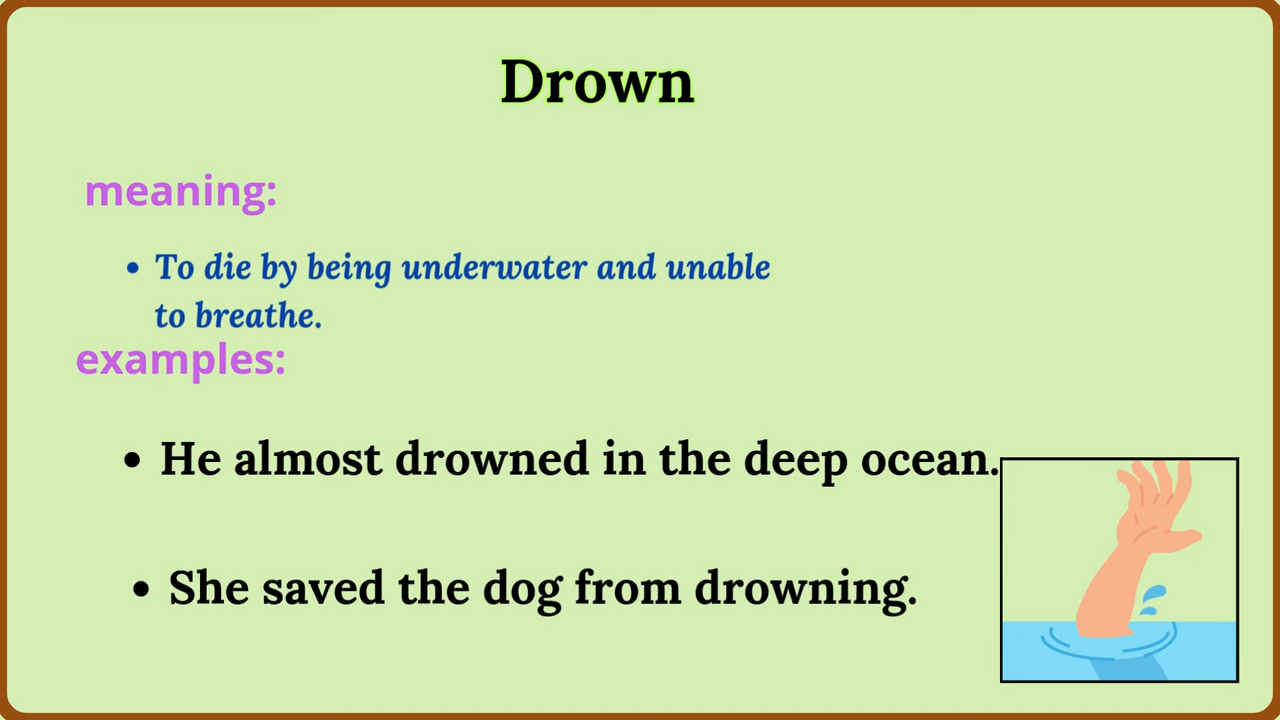 Drown
meaning:
• To die by being underwater and unable
to breathe.
examples:
• He almost drowned in the deep ocean.
• She saved the dog from drowning.